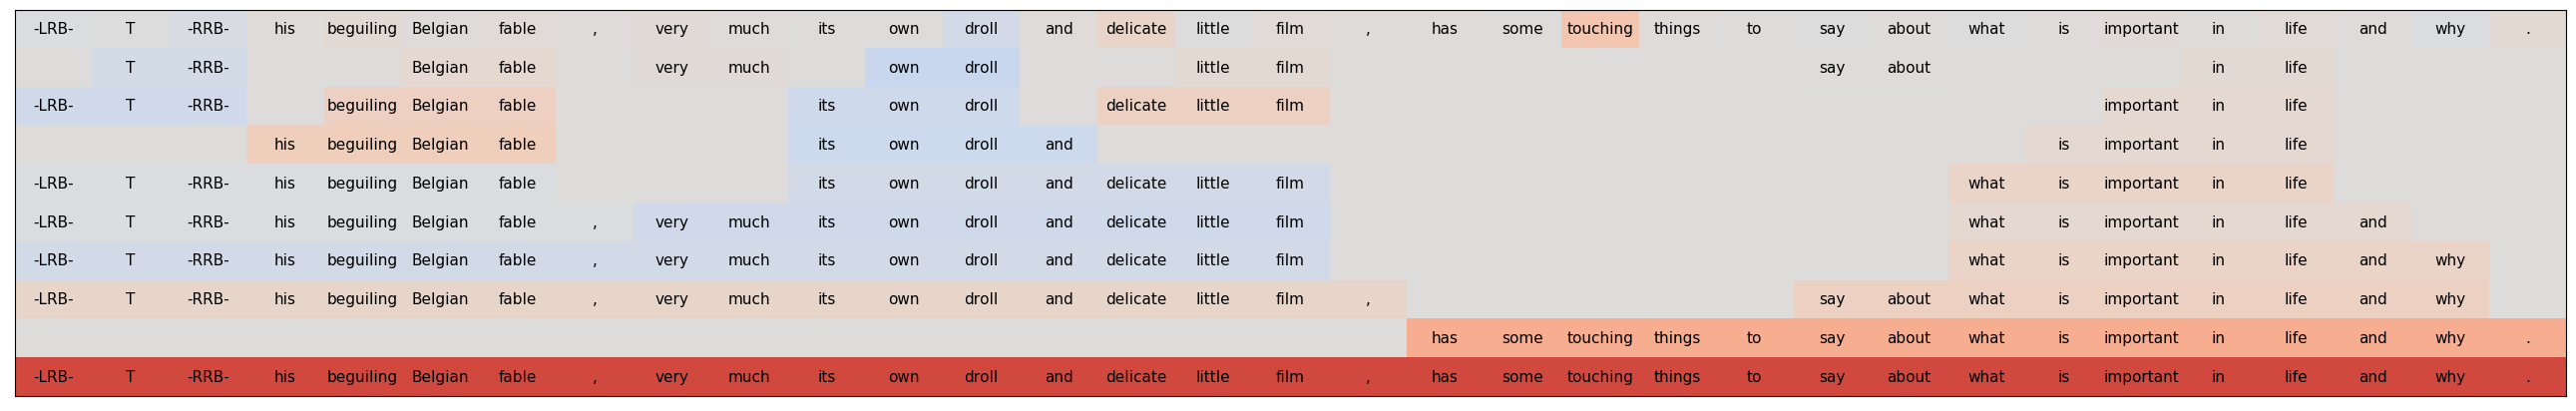 -LRB- T -RRB- his beguiling Belgian fable , very much its own droll and delicate little film , has some touching things to say about what is important in life and why .
T -RRB- Belgian fable very much own droll little film say about in life
-LRB- T -RRB- beguiling Belgian fable its own droll delicate little film important in life
his beguiling Belgian fable its own droll and is important in life
-LRB- T -RRB- his beguiling Belgian fable its own droll and delicate little film what is important in life
-LRB- T -RRB- his beguiling Belgian fable , very much its own droll and delicate little film what is important in life and
-LRB- T -RRB- his beguiling Belgian fable , very much its own droll and delicate little film what is important in life and why
-LRB- T -RRB- his beguiling Belgian fable , very much its own droll and delicate little film , say about what is important in life and why
has some touching things to say about what is important in life and why .
-LRB- T -RRB- his beguiling Belgian fable , very much its own droll and delicate little film , has some touching things to say about what is important in life and why .